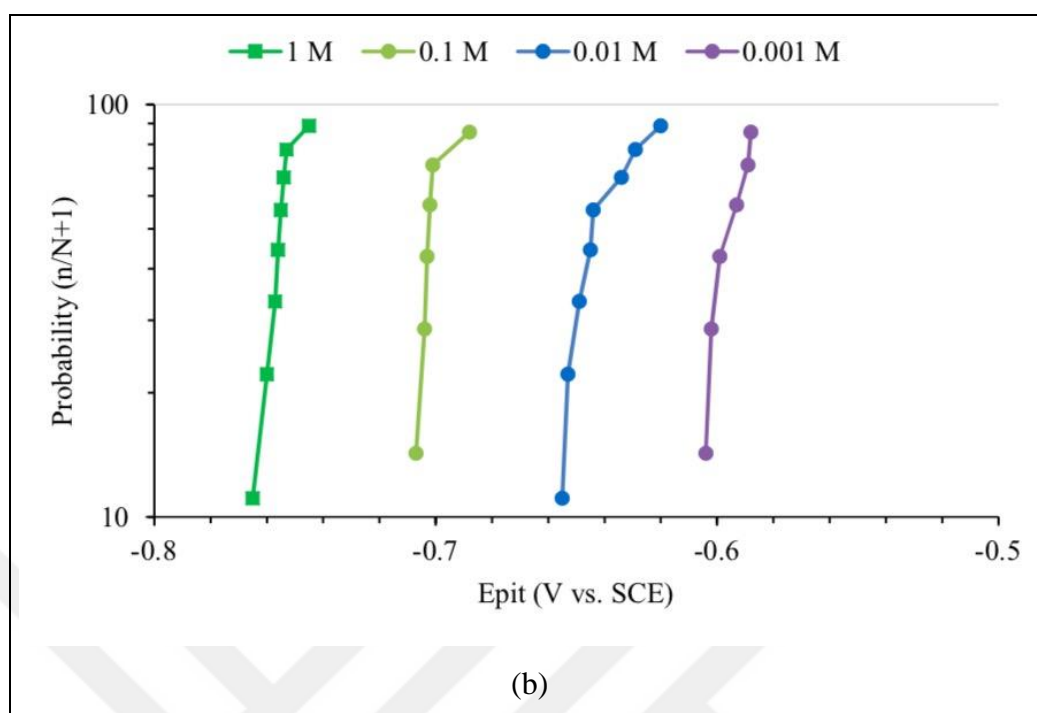 1 M 0.1 M 0.01 M 0.001 M
100
Probability (n/N+1)
10
-0.8 -0.7 -0.6 -0.5
Epit (V vs. SCE)
(b)